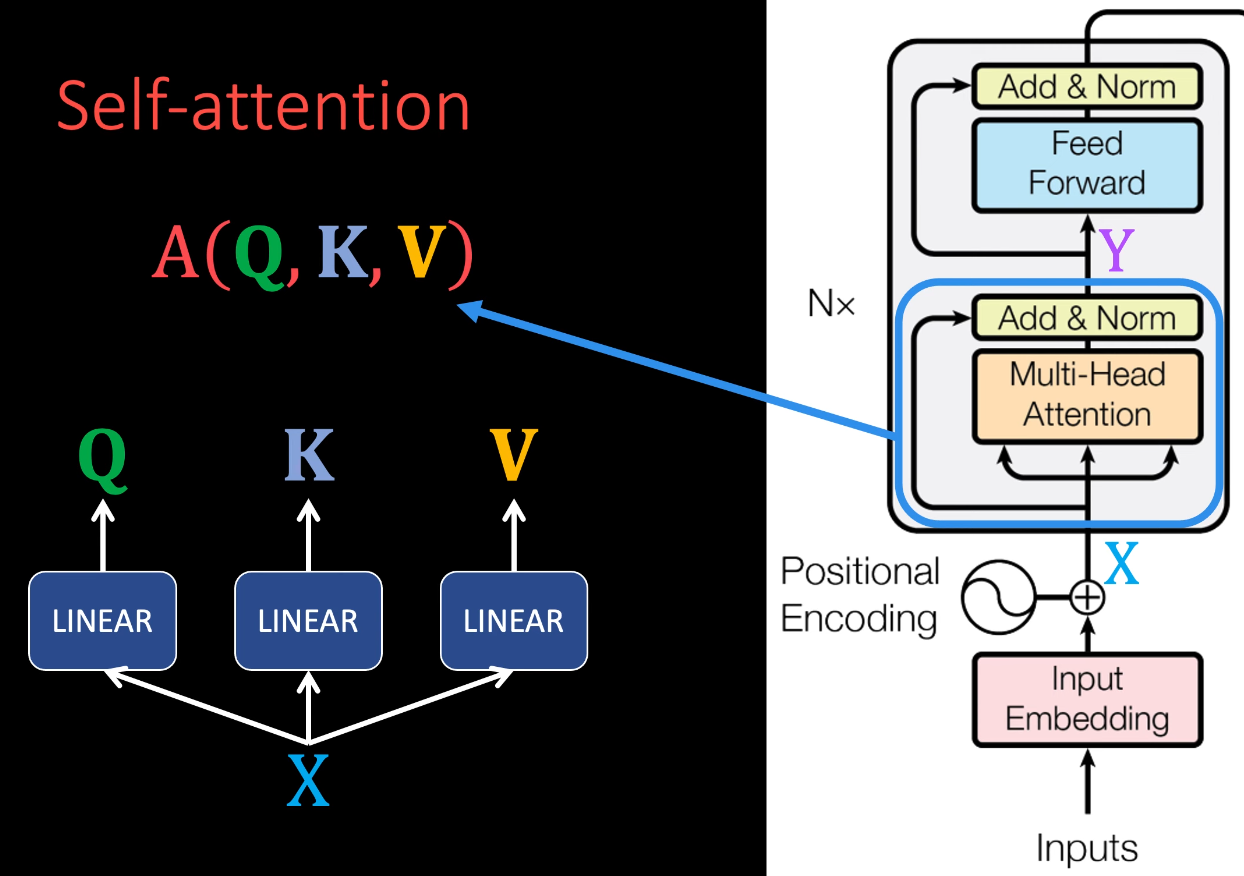 Self-attention
A(Q, K, V)
Q
K
V
LINEAR
LINEAR
LINEAR
X
Add & Norm
Feed
Forward
Y
N×
Add & Norm
Multi-Head
Attention
X
Positional
Encoding
Input
Embedding
Inputs